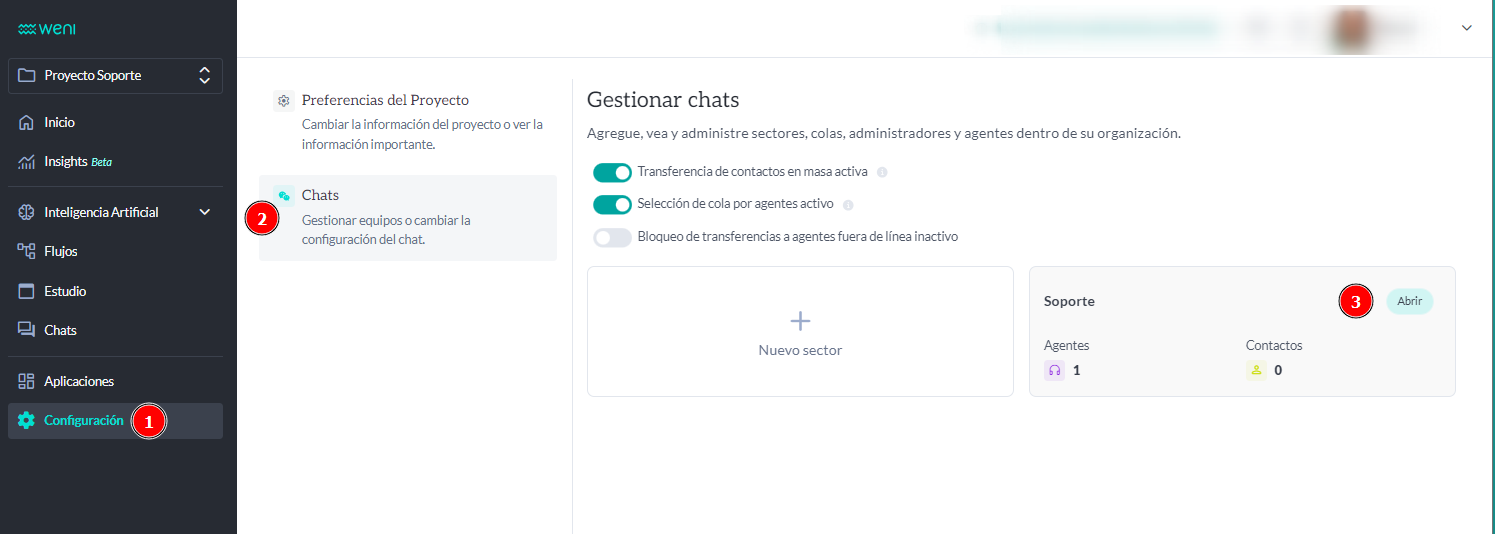 weni
Proyecto Soporte
Inicio
Insights Beta
Inteligencia Artificial
Flujos
Estudio
Chats
Aplicaciones
Configuración 1
Preferencias del Proyecto
Cambiar la información del proyecto o ver la
información importante.
Chats
2
Gestionar equipos o cambiar la
configuración del chat.
Gestionar chats
Agregue, vea y administre sectores, colas, administradores y agentes dentro de su organización.
Transferencia de contactos en masa activa
Selección de cola por agentes activo
Bloqueo de transferencias a agentes fuera de línea inactivo
Nuevo sector
Soporte 3 Abrir
Agentes Contactos
1 0